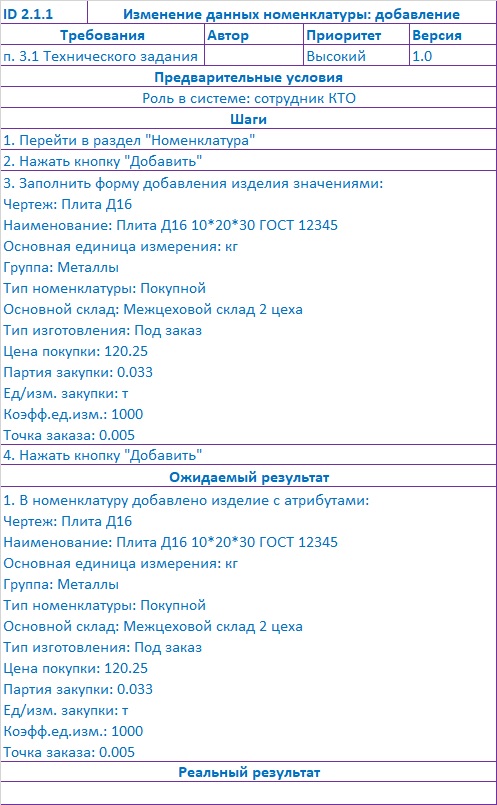 ID 2.1.1 Изменение данных номенклатуры: добавление
Требования Автор Приоритет Версия
п. 3.1 Технического задания Высокий 1.0
Предварительные условия
Роль в системе: сотрудник КТО
Шаги
1. Перейти в раздел "Номенклатура"
2. Нажать кнопку "Добавить"
3. Заполнить форму добавления изделия значениями:
Чертеж: Плита Д16
Наименование: Плита Д16 10*20*30 ГОСТ 12345
Основная единица измерения: кг
Группа: Металлы
Тип номенклатуры: Покупной
Основной склад: Межцеховой склад 2 цеха
Тип изготовления: Под заказ
Цена покупки: 120.25
Партия закупки: 0.033
Ед/изм. закупки: т
Коэфф.ед.изм.: 1000
Точка заказа: 0.005
4. Нажать кнопку "Добавить"
Ожидаемый результат
1. В номенклатуру добавлено изделие с атрибутами:
Чертеж: Плита Д16
Наименование: Плита Д16 10*20*30 ГОСТ 12345
Основная единица измерения: кг
Группа: Металлы
Тип номенклатуры: Покупной
Основной склад: Межцеховой склад 2 цеха
Тип изготовления: Под заказ
Цена покупки: 120.25
Партия закупки: 0.033
Ед/изм. закупки: т
Коэфф.ед.изм.: 1000
Точка заказа: 0.005
Реальный результат